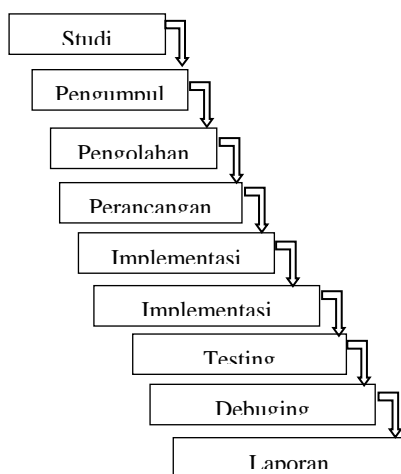 Studi
Pengumpul
Pengolahan
Perancangan
Implementasi
Implementasi
Testing
Debuging
Laporan